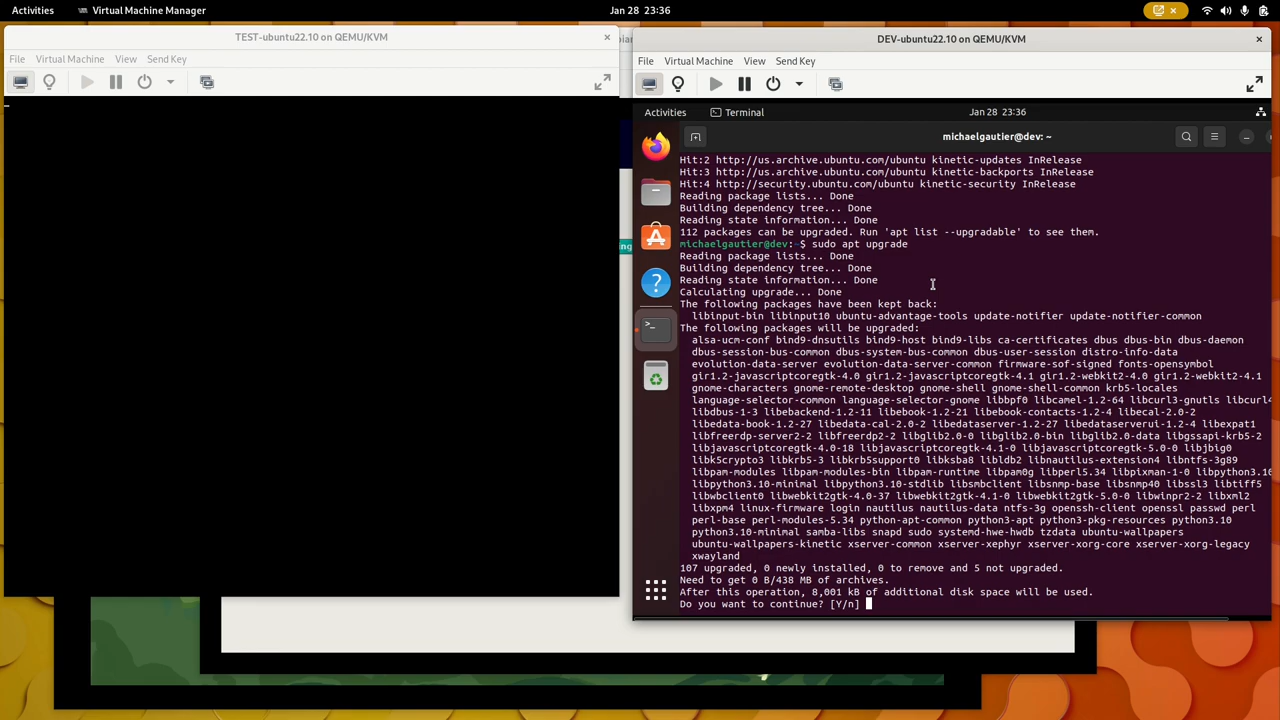 Activities
Virtual Machine Manager
Jan 28 23:36
TEST-ubuntu22.10 on QEMU/KVM
File Virtual Machine View Send Key
DEV-ubuntu22.10 on QEMU/KVM
File Virtual Machine View Send Key
Activities Terminal Jan 28 23:36
michaelgautier@dev: ~
Hit:2 http://us.archive.ubuntu.com/ubuntu kinetic-updates InRelease
Hit:3 http://us.archive.ubuntu.com/ubuntu kinetic-backports InRelease
Hit:4 http://security.ubuntu.com/ubuntu kinetic-security InRelease
Reading package lists... Done
Building dependency tree... Done
Reading state information... Done
112 packages can be upgraded. Run 'apt list --upgradable' to see them.
michaelgautier@dev:~$ sudo apt upgrade
Reading package lists... Done
Building dependency tree... Done
Reading state information... Done
Calculating upgrade... Done
The following packages have been kept back:
libinput-bin libinput10 ubuntu-advantage-tools update-notifier update-notifier-common
The following packages will be upgraded:
alsa-ucm-conf bind9-dnsutils bind9-host bind9-libs ca-certificates dbus dbus-bin dbus-daemon
dbus-session-bus-common dbus-system-bus-common dbus-user-session distro-info-data
evolution-data-server evolution-data-server-common firmware-sof-signed fonts-opensymbol
gir1.2-javascriptcoregtk-4.0 gir1.2-javascriptcoregtk-4.1 gir1.2-webkit2-4.0 gir1.2-webkit2-4.1
gnome-characters gnome-remote-desktop gnome-shell gnome-shell-common krb5-locales
language-selector-common language-selector-gnome libbpf0 libcamel-1.2-64 libcurl3-gnutls libcurl4
libdbus-1-3 libebackend-1.2-11 libebook-1.2-21 libebook-contacts-1.2-4 libecal-2.0-2
libedata-book-1.2-27 libedata-cal-2.0-2 libedataserver-1.2-27 libedataserverui-1.2-4 libexpat1
libfreerdp-server2-2 libfreerdp2-2 libglib2.0-0 libglib2.0-bin libglib2.0-data libgssapi-krb5-2
libjavascriptcoregtk-4.0-18 libjavascriptcoregtk-4.1-0 libjavascriptcoregtk-5.0-0 libjbig0
libk5crypto3 libkrb5-3 libkrb5support0 libksba8 libldb2 libnautilus-extension4 libntfs-3g89
libpam-modules libpam-modules-bin libpam-runtime libpam0g libperl5.34 libpixman-1-0 libpython3.10
libpython3.10-minimal libpython3.10-stdlib libsmbclient libsnmp-base libsnmp40 libssl3 libtiff5
libwbclient0 libwebkit2gtk-4.0-37 libwebkit2gtk-4.1-0 libwebkit2gtk-5.0-0 libwinpr2-2 libxml2
libxpm4 linux-firmware login nautilus nautilus-data ntfs-3g openssh-client openssl passwd perl
perl-base perl-modules-5.34 python-apt-common python3-apt python3-pkg-resources python3.10
python3.10-minimal samba-libs snapd sudo systemd-hwe-hwdb tzdata ubuntu-wallpapers
ubuntu-wallpapers-kinetic xserver-common xserver-xephyr xserver-xorg-core xserver-xorg-legacy
xwayland
107 upgraded, 0 newly installed, 0 to remove and 5 not upgraded.
Need to get 0 B/438 MB of archives.
After this operation, 8,001 kB of additional disk space will be used.
Do you want to continue? [Y/n]